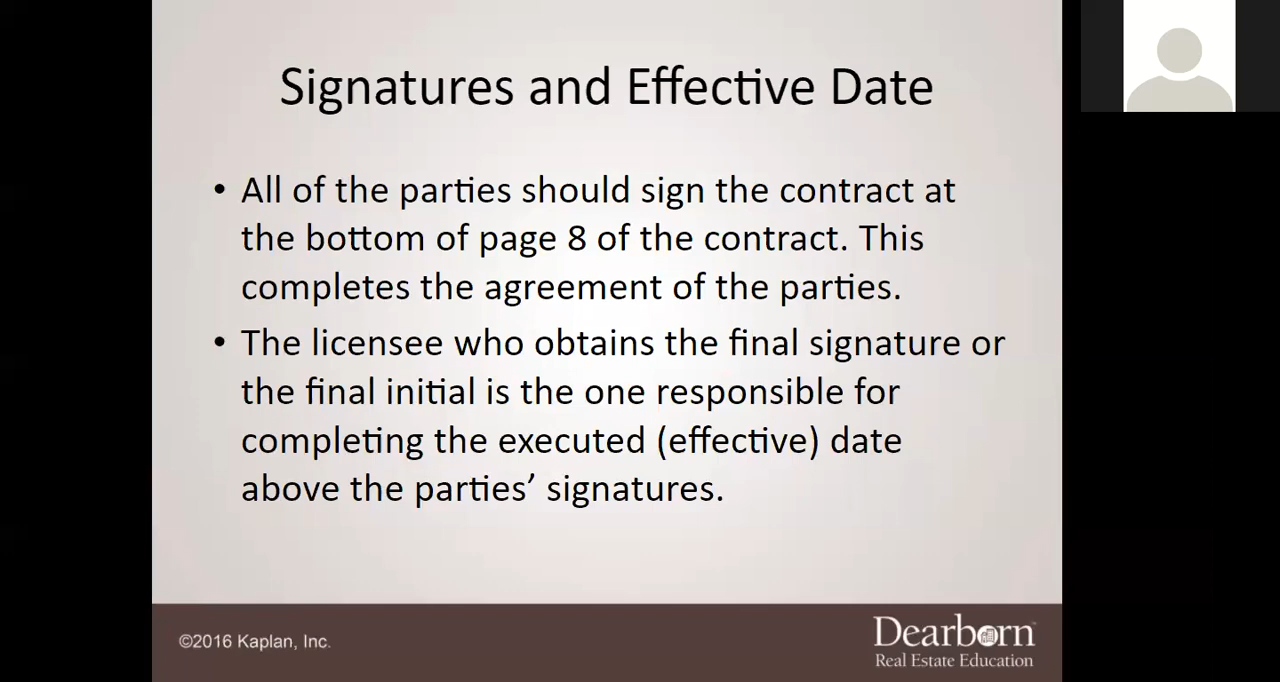 Signatures and Effective Date
• All of the parties should sign the contract at
the bottom of page 8 of the contract. This
completes the agreement of the parties.
• The licensee who obtains the final signature or
the final initial is the one responsible for
completing the executed (effective) date
above the parties’ signatures.
©2016 Kaplan, Inc.
Dearborn™
Real Estate Education